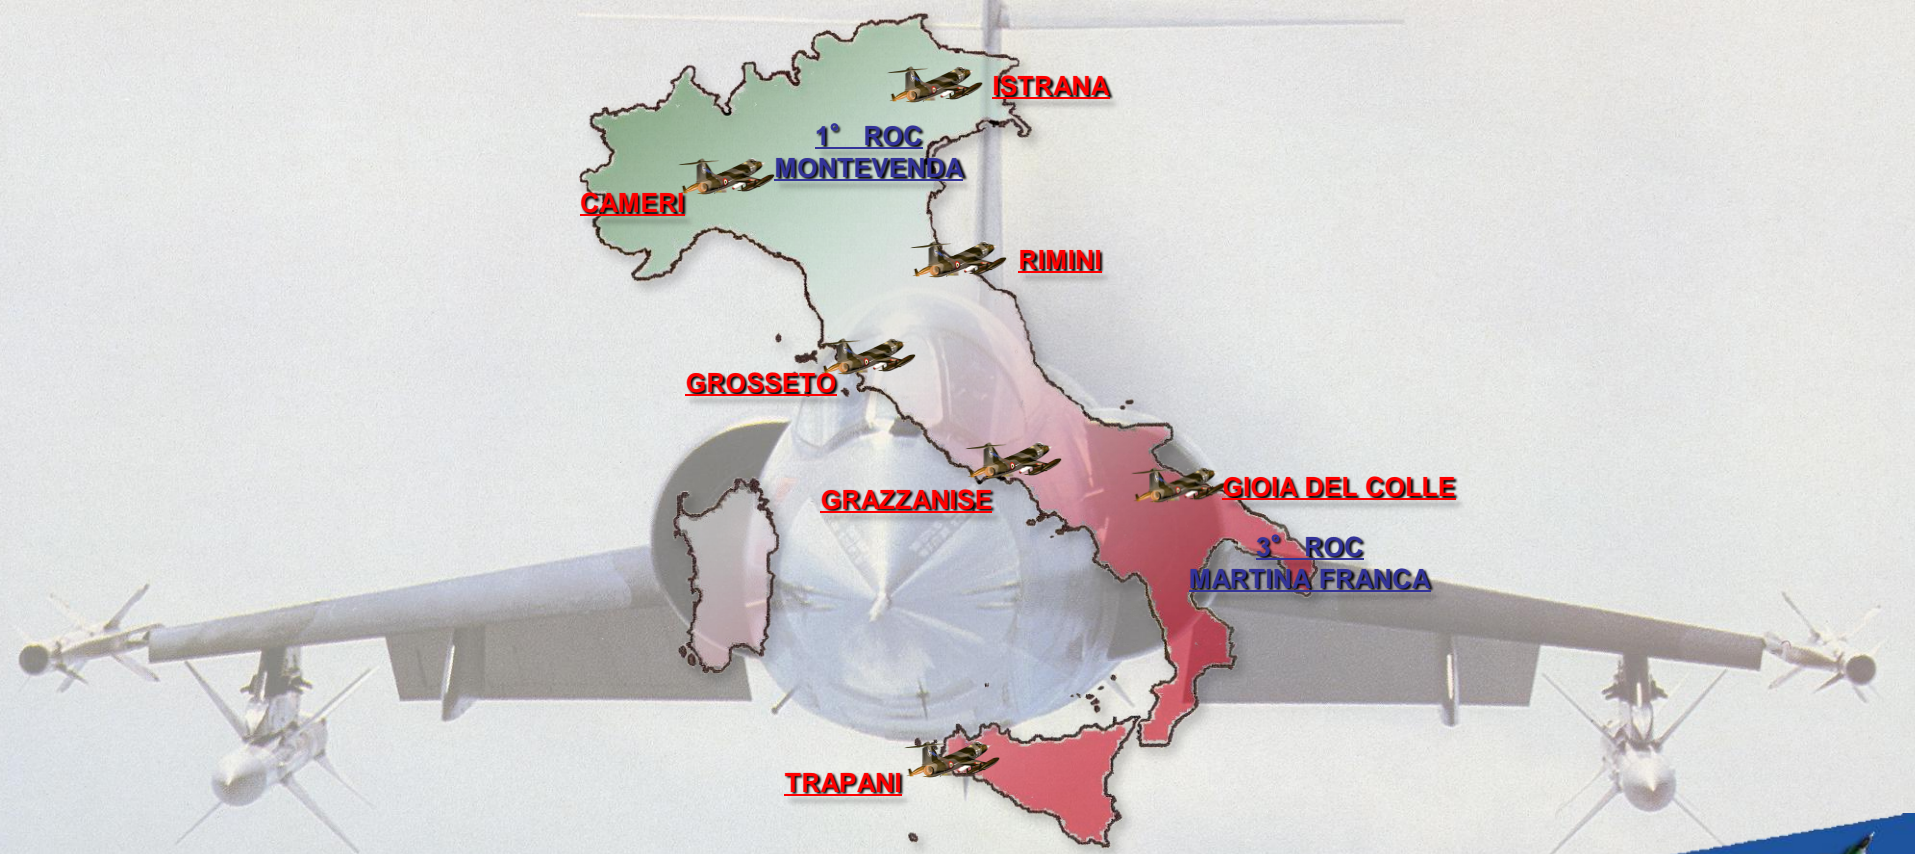 ISTRANA
1° ROC
MONTEVENDA
CAMERI
RIMINI
GROSSETO
GRAZZANISE
GIOIA DEL COLLE
3° ROC
MARTINA FRANCA
TRAPANI